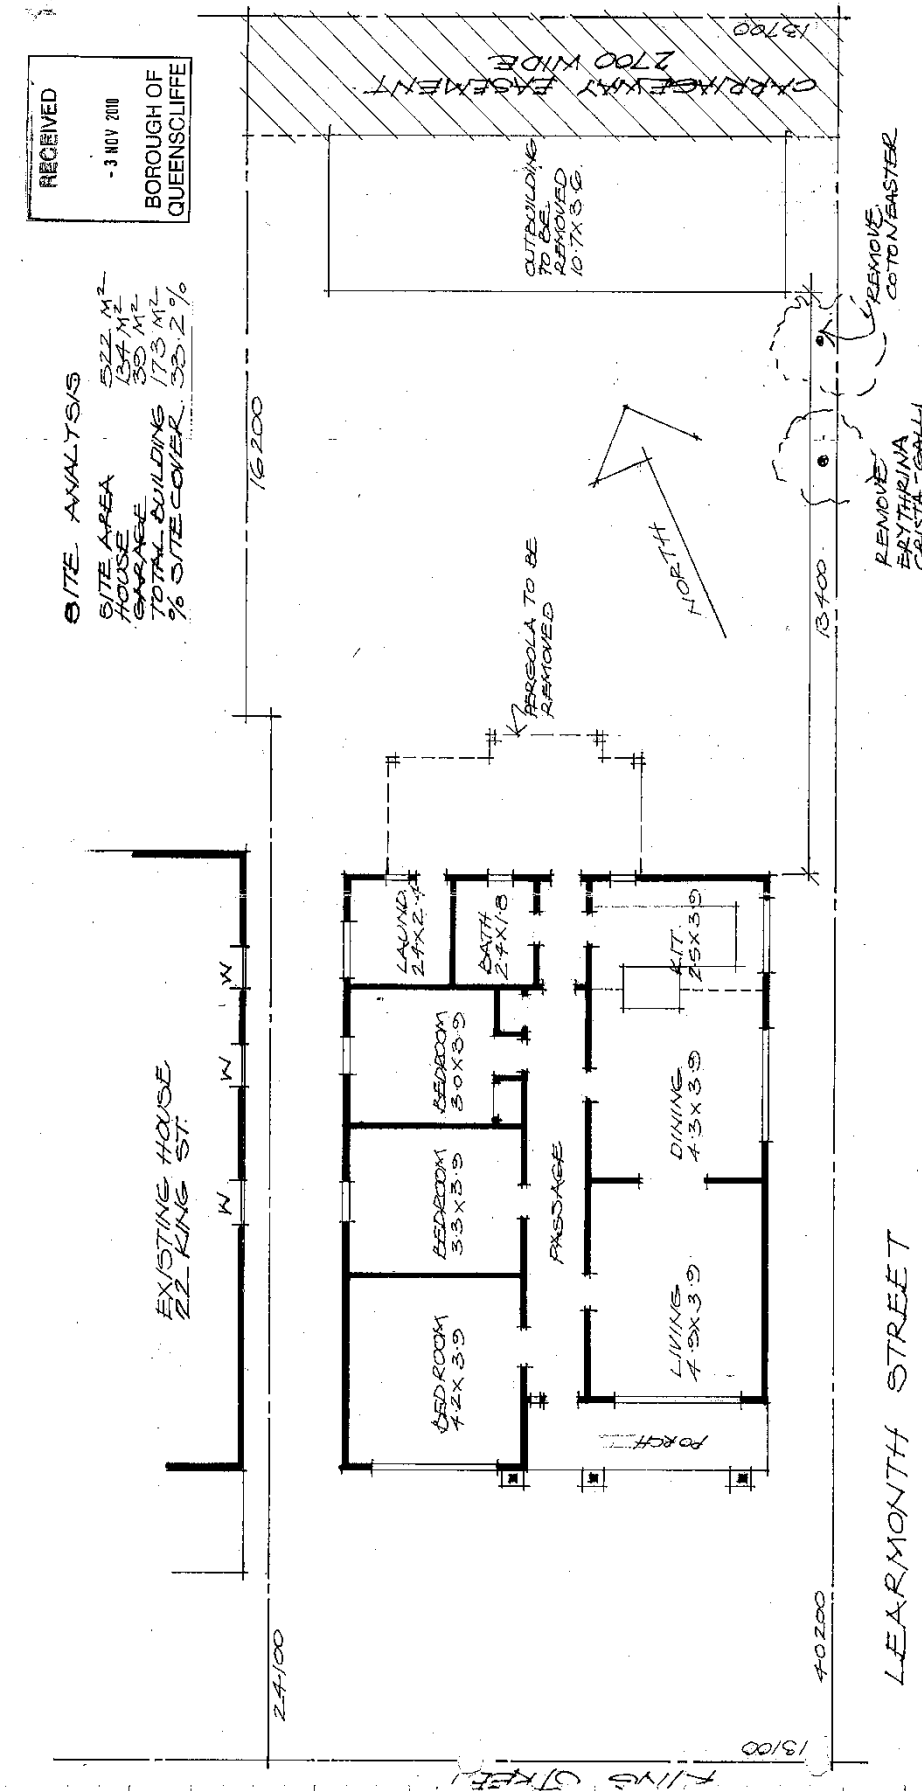 RECEIVED
- 3 NOV 2010
BOROUGH OF
QUEENSCLIFFE
SITE ANALYSIS
SITE AREA 522 M²
HOUSE 134 M²
GARAGE 39 M²
TOTAL BUILDING 173 M²
% SITE COVER. 33.2%
CARRIAGEWAY EASEMENT
2700 WIDE
13700
OUTBUILDING
TO BE
REMOVED
10.7X3.6
REMOVE
COTONEASTER
REMOVE
ERYTHRINA
CRISTA-GALLI
16200
NORTH
13400
PERGOLA TO BE
REMOVED
EXISTING HOUSE
22 KING ST.
W
W
W
LAUND.
2.4X2.4
BATH
2.4X1.8
KIT.
2.5X3.9
BEDROOM
3.0X3.9
BEDROOM
3.3X3.9
BEDROOM
4.2X3.9
PASSAGE
DINING
4.3X3.9
LIVING
4.9X3.9
PORCH
24100
40200
13100
KING STREET
LEARMONTH STREET